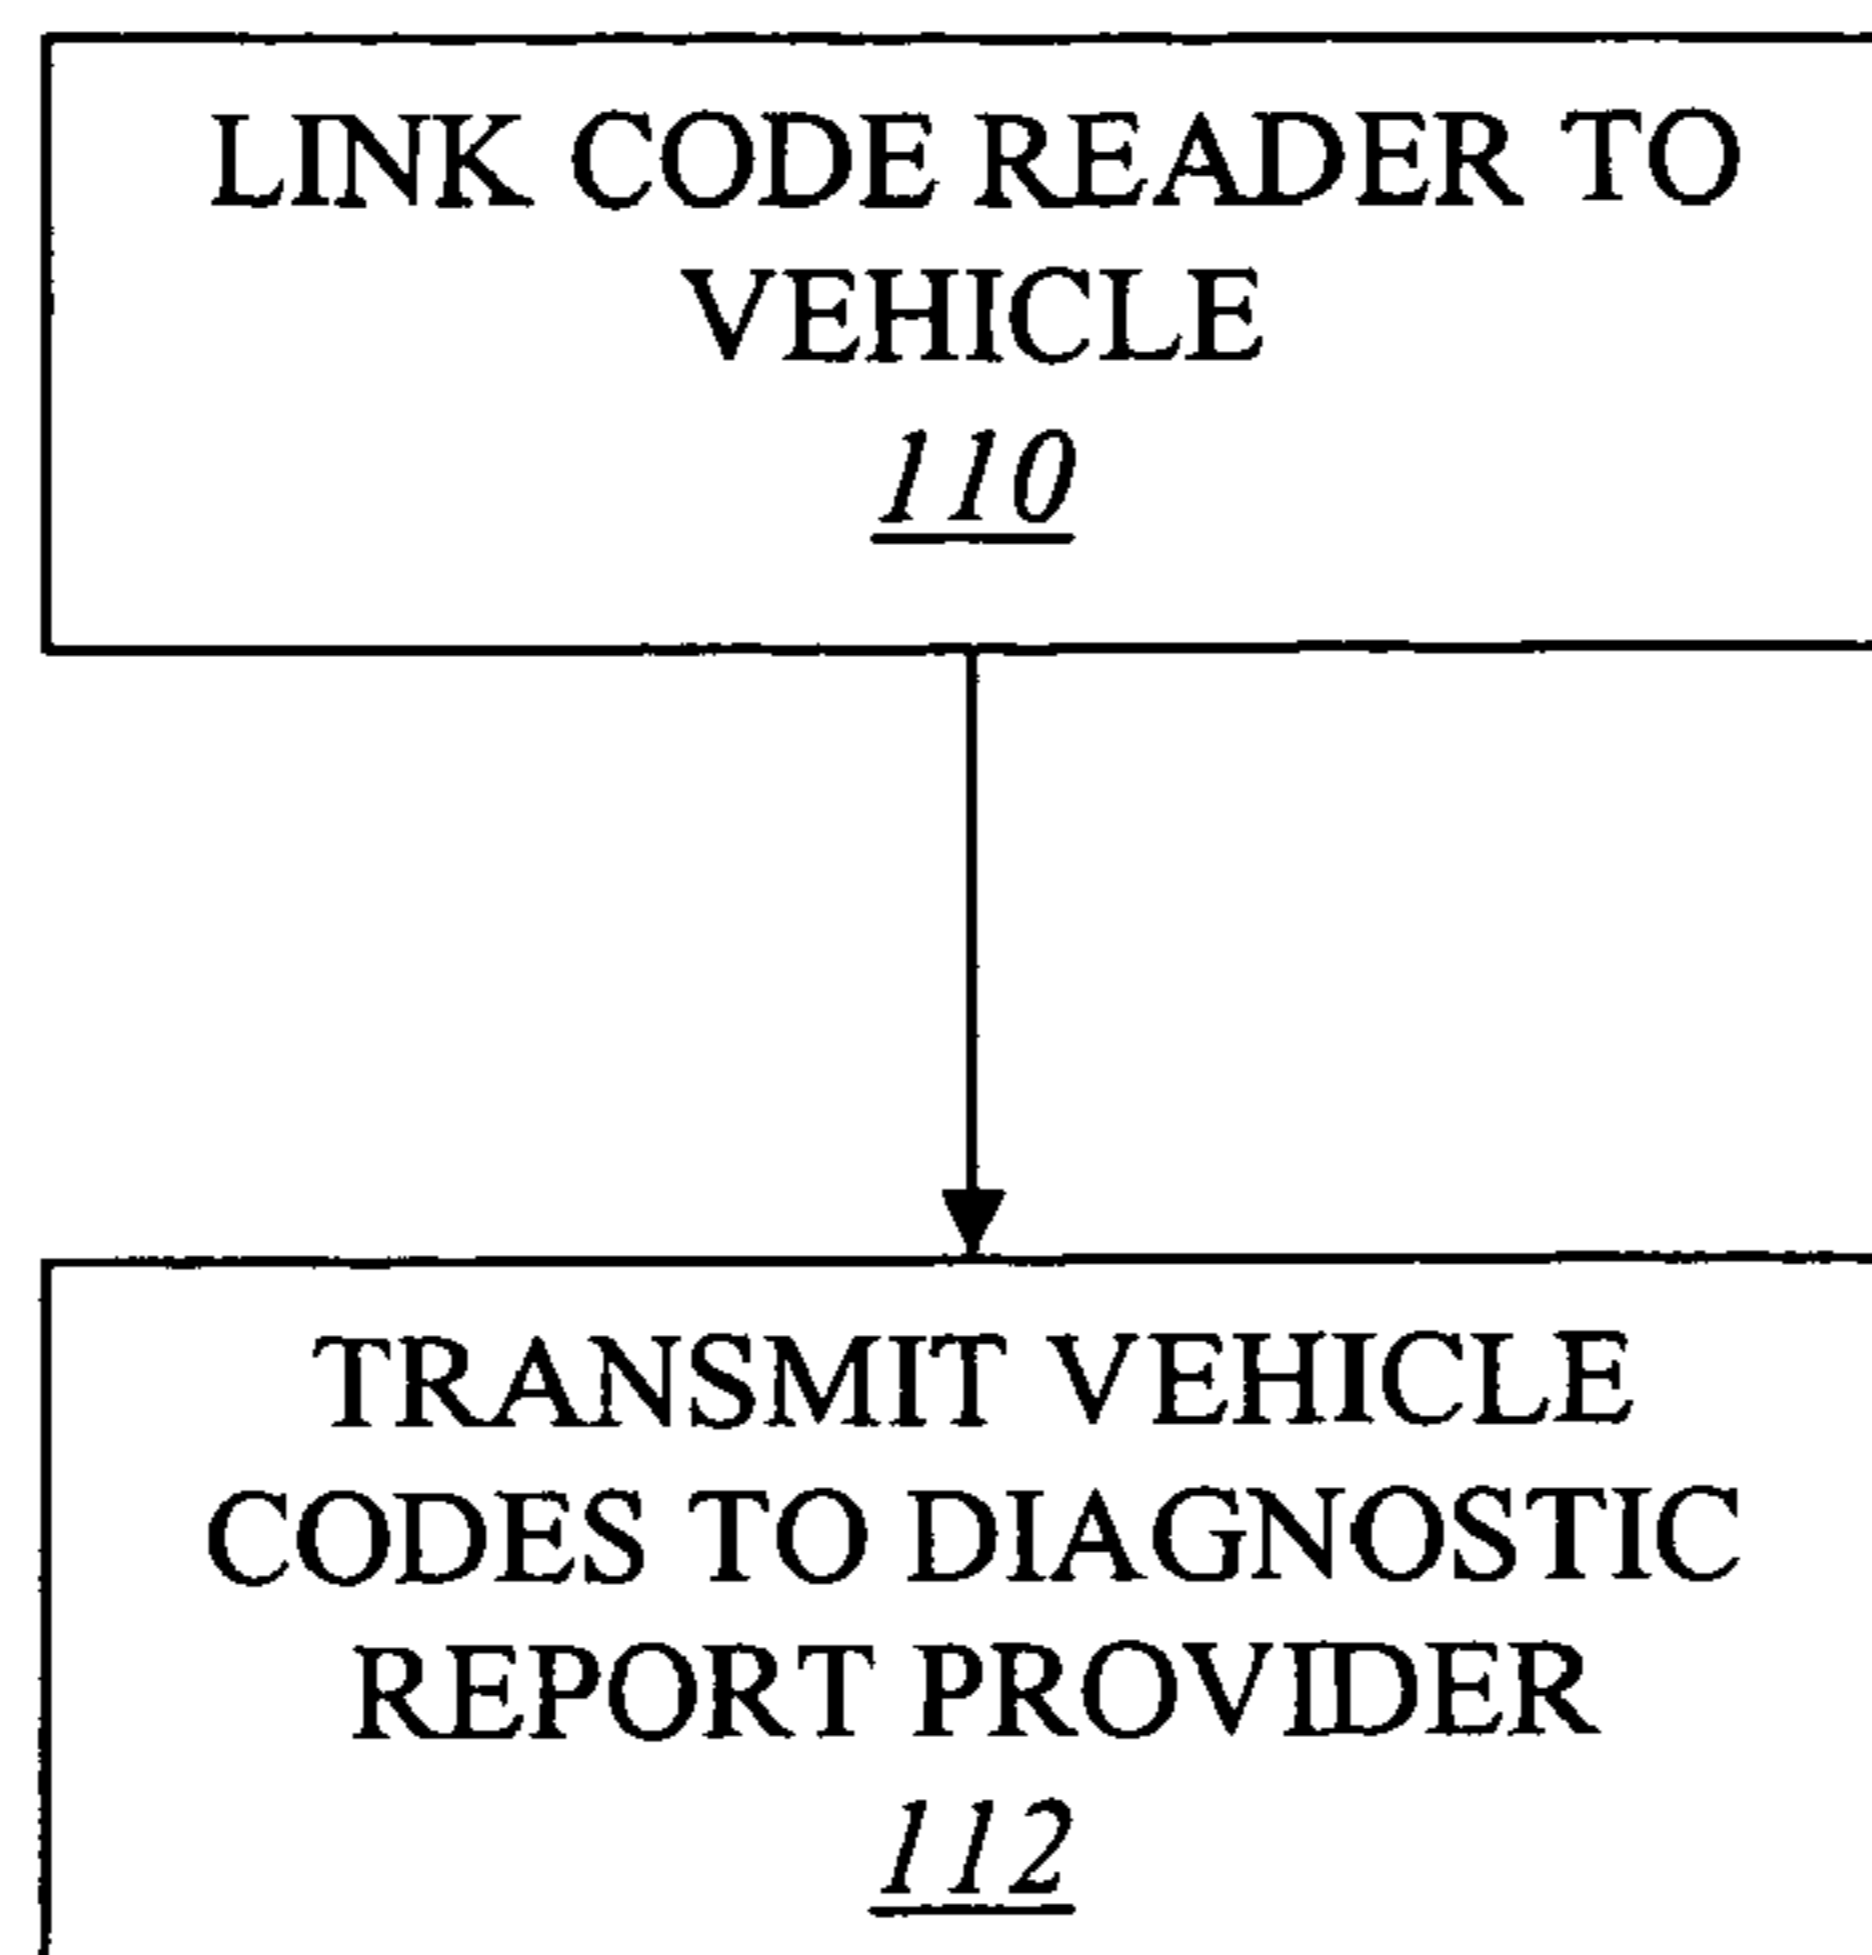 LINK CODE READER TO
VEHICLE
110
TRANSMIT VEHICLE
CODES TO DIAGNOSTIC
REPORT PROVIDER
112